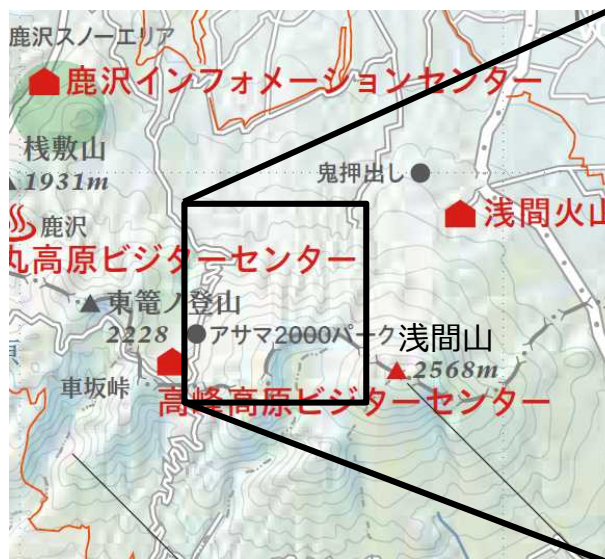 鹿沢スノーエリア
鹿沢インフォメーションセンター
桟敷山
1931m
鬼押出し
鹿沢
浅間火山
丸高原ビジターセンター
東篭ノ登山
2228
アサマ2000パーク
浅間山
2568m
車坂峠
高峰高原ビジターセンター